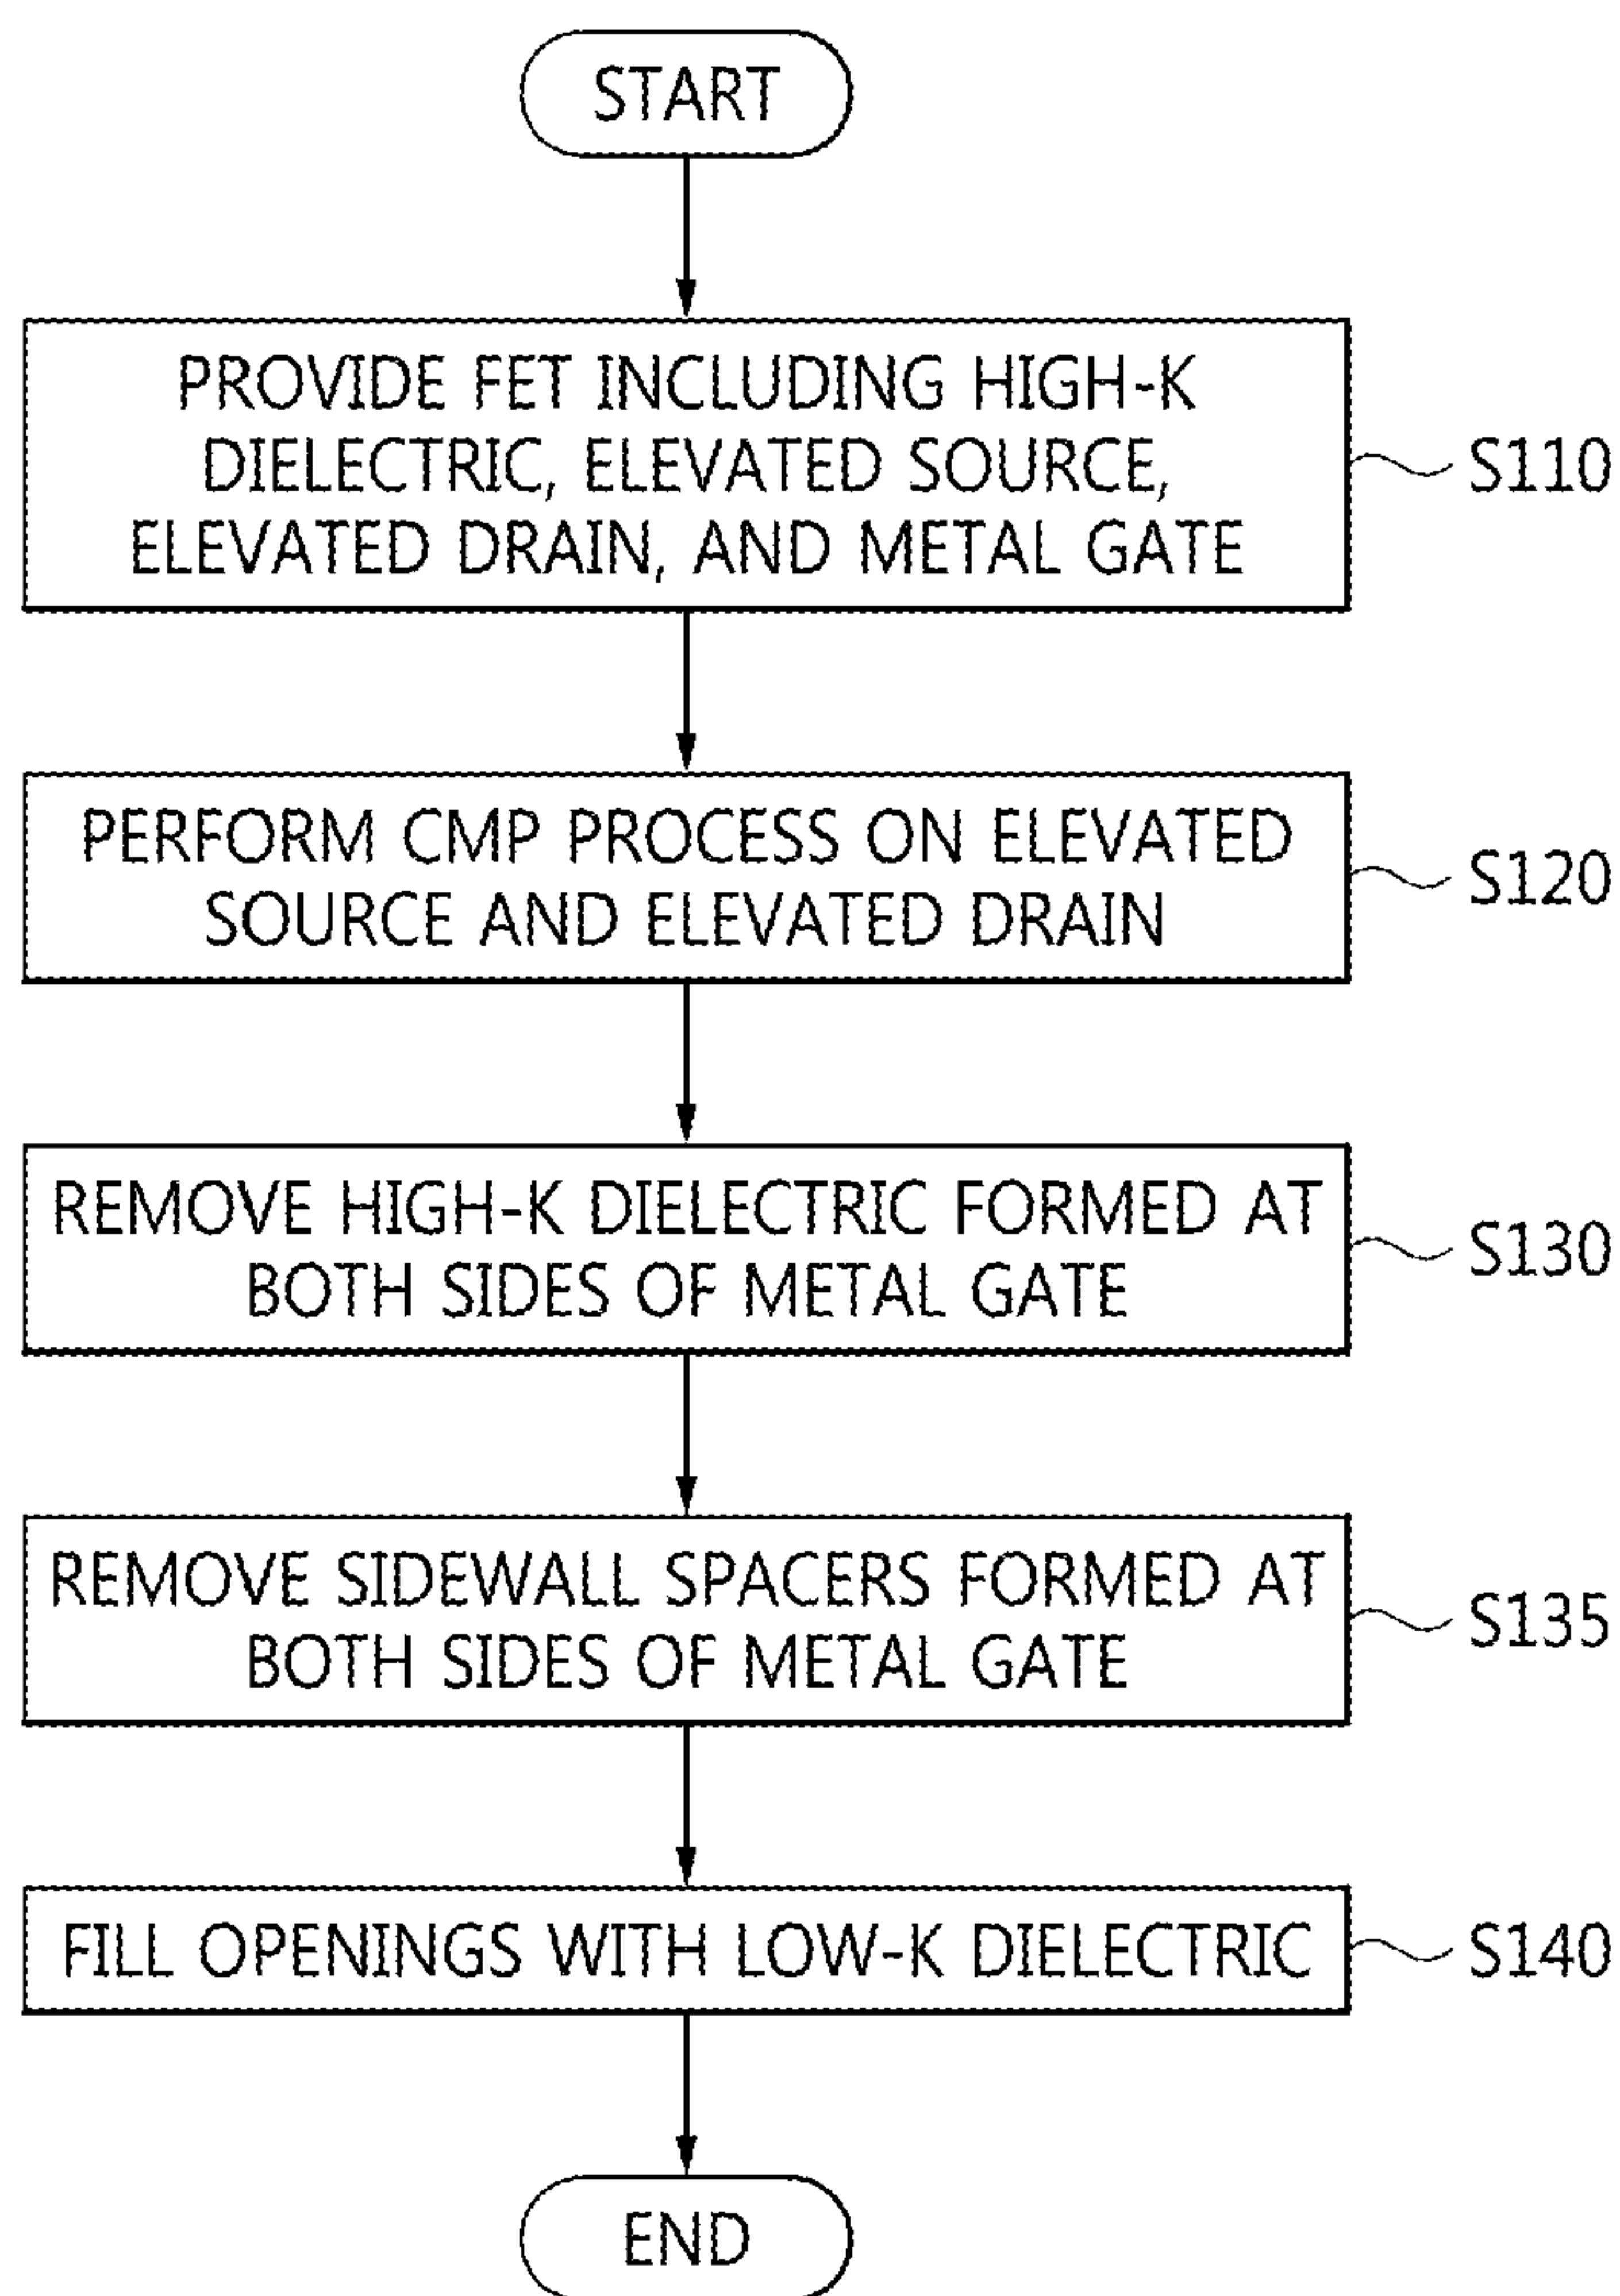 START
PROVIDE FET INCLUDING HIGH-K
DIELECTRIC, ELEVATED SOURCE,
ELEVATED DRAIN, AND METAL GATE
S110
PERFORM CMP PROCESS ON ELEVATED
SOURCE AND ELEVATED DRAIN
S120
REMOVE HIGH-K DIELECTRIC FORMED AT
BOTH SIDES OF METAL GATE
S130
REMOVE SIDEWALL SPACERS FORMED AT
BOTH SIDES OF METAL GATE
S135
FILL OPENINGS WITH LOW-K DIELECTRIC
S140
END